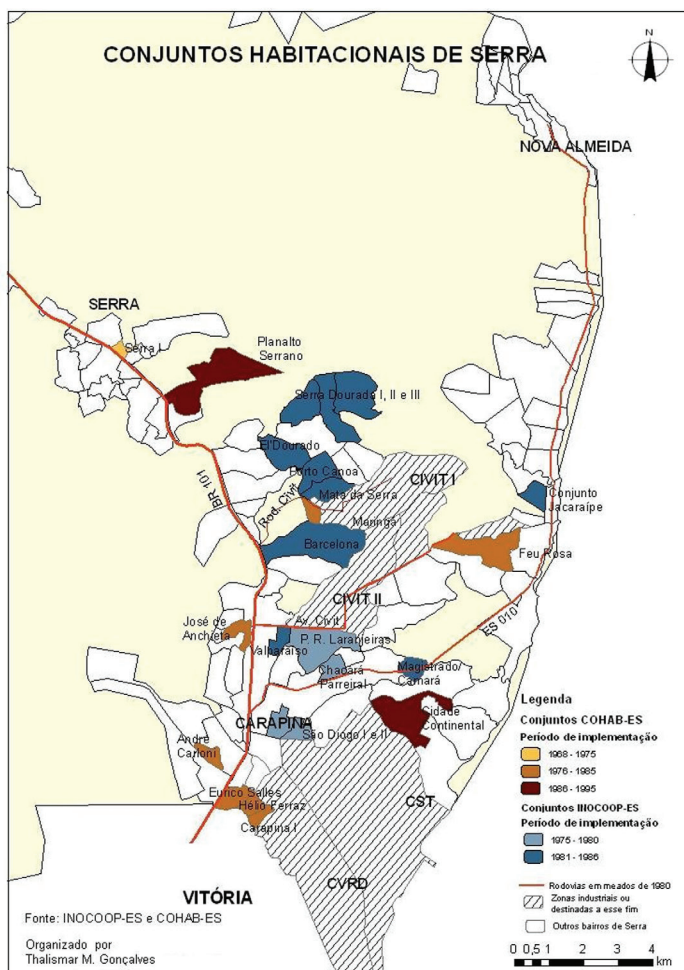 CONJUNTOS HABITACIONAIS DE SERRA
N
NOVA ALMEIDA
SERRA
Serra I
Planalto
Serrano
Serra Dourada I, II e III
El'Dourado
Porto Canoa
CIVIT I
BR 101
Rod. Civit
Mata da Serra
Maringá
Conjunto
Jacaraípe
Barcelona
Feu Rosa
CIVIT II
José de
Anchieta
Av. Civit
ES 010
Valparaíso
P. R. Laranjeiras
Chácara
Parreiral
Magistrado/
Camará
CARAPINA
São Diogo I e II
Cidade
Continental
André
Carloni
Eurico Salles
Hélio Ferraz
Carapina I
CST
CVRD
VITÓRIA
Legenda
Conjuntos COHAB-ES
Período de implementação
1968 - 1975
1976 - 1985
1986 - 1995
Conjuntos INOCOOP-ES
Período de implementação
1975 - 1980
1981 - 1986
Rodovias em meados de 1980
Zonas industriais ou
destinadas a esse fim
Outros bairros de Serra
0 0,5 1 2 3 4
km
Fonte: INOCOOP-ES e COHAB-ES
Organizado por
Thalismar M. Gonçalves